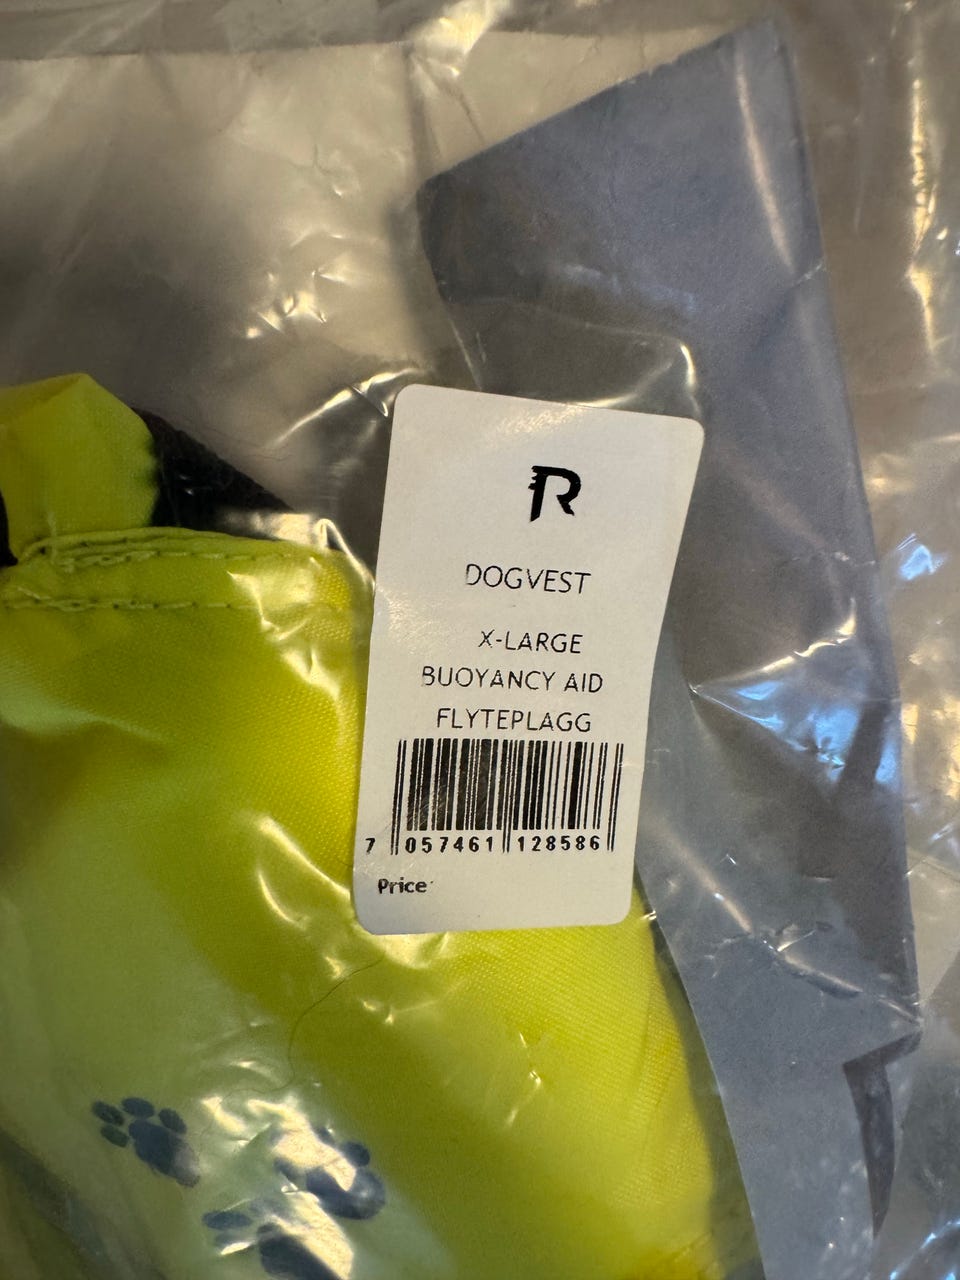 R
DOGVEST
X-LARGE
BUOYANCY AID
FLYTEPLAGG
7 057461 128586
Price